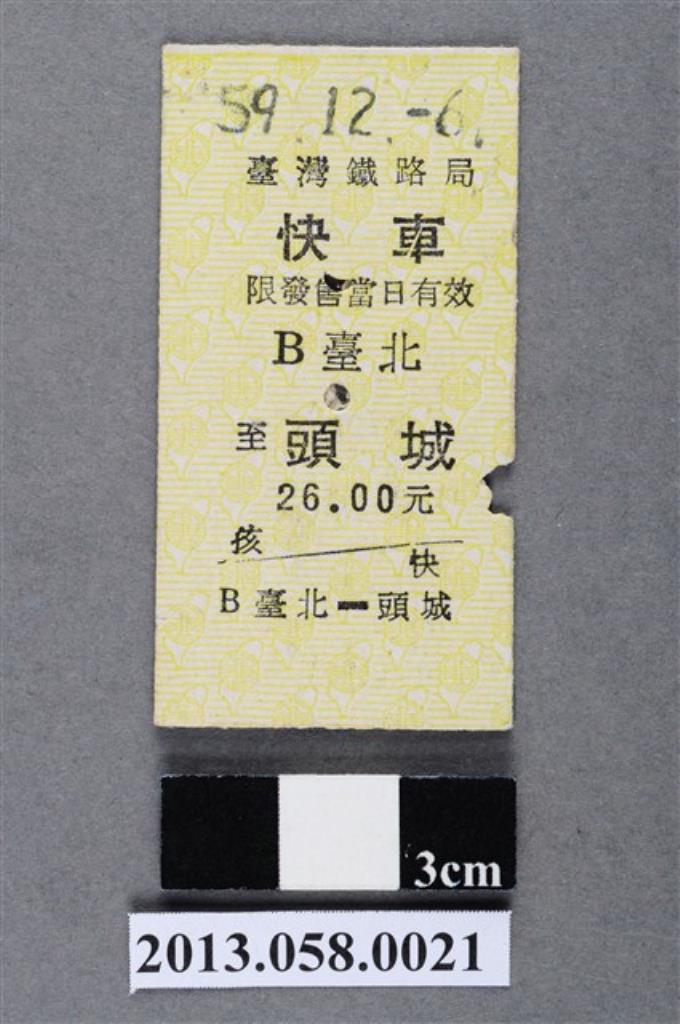 59.12.-6.
臺灣鐵路局
快車
限發售當日有效
B臺北
至頭城
26.00元
孩 快
B臺北━頭城
3cm
2013.058.0021